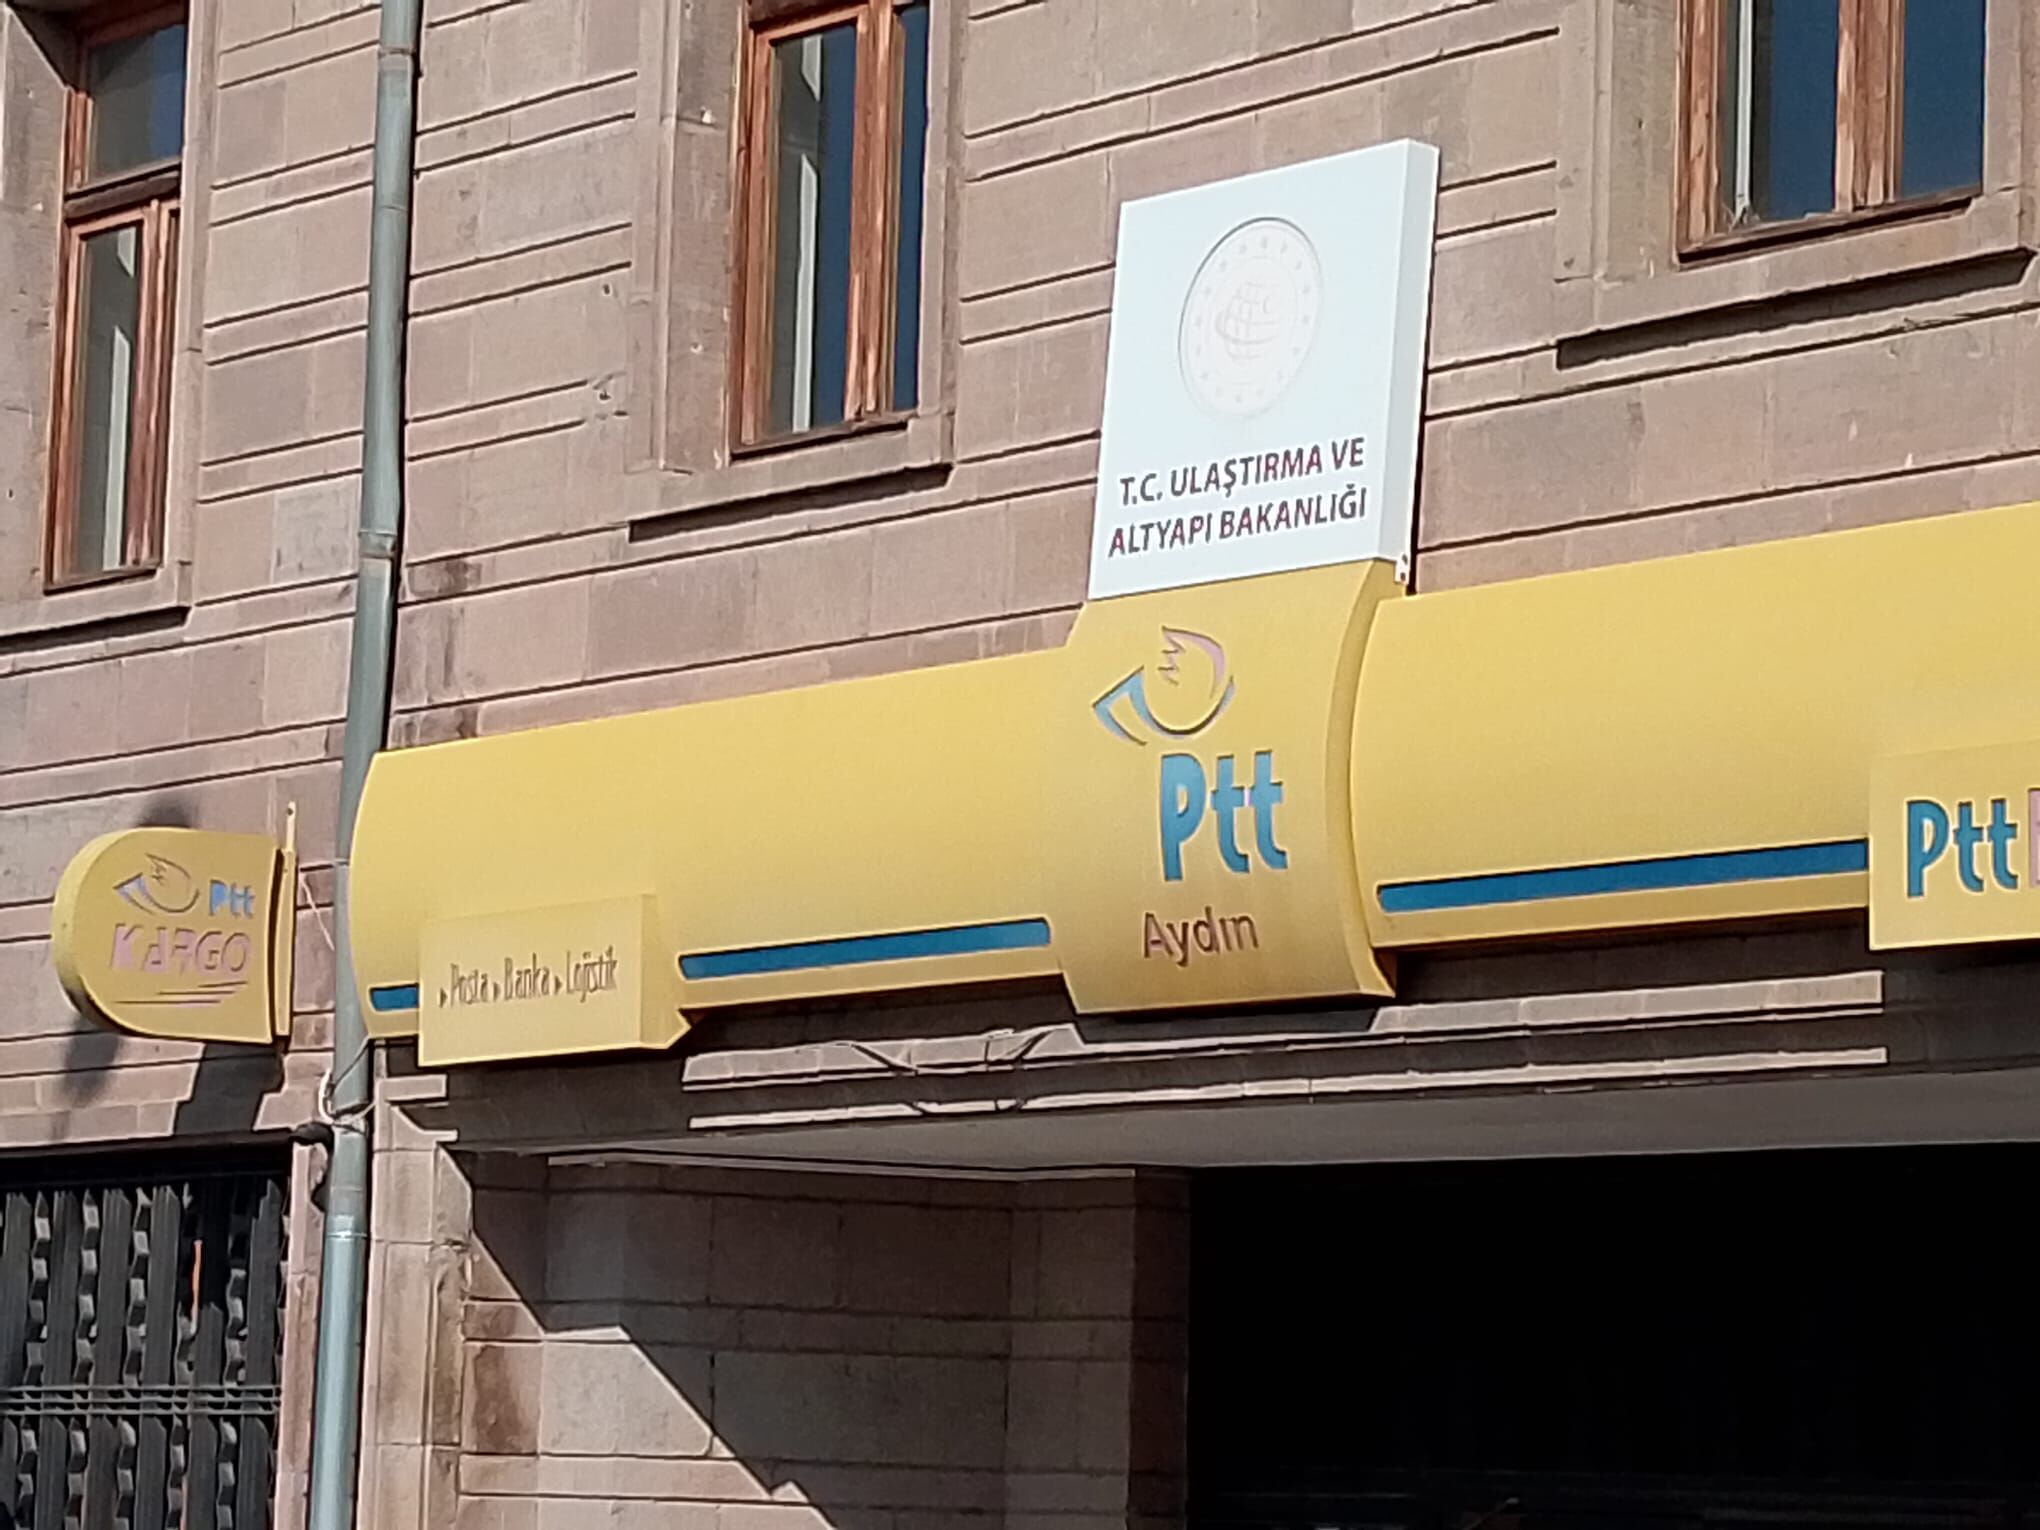 T.C. ULAŞTIRMA VE
ALTYAPI BAKANLIĞI
Ptt
Aydın
Ptt
KARGO
Posta Banka Lojistik
Ptt